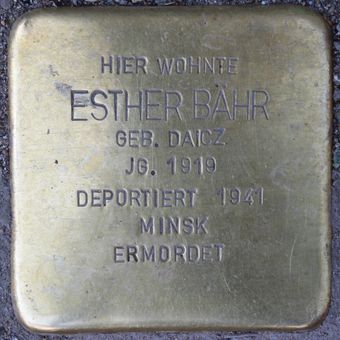 HIER WOHNTE
ESTHER BÄHR
GEB. DAICZ
JG. 1919
DEPORTIERT 1941
MINSK
ERMORDET